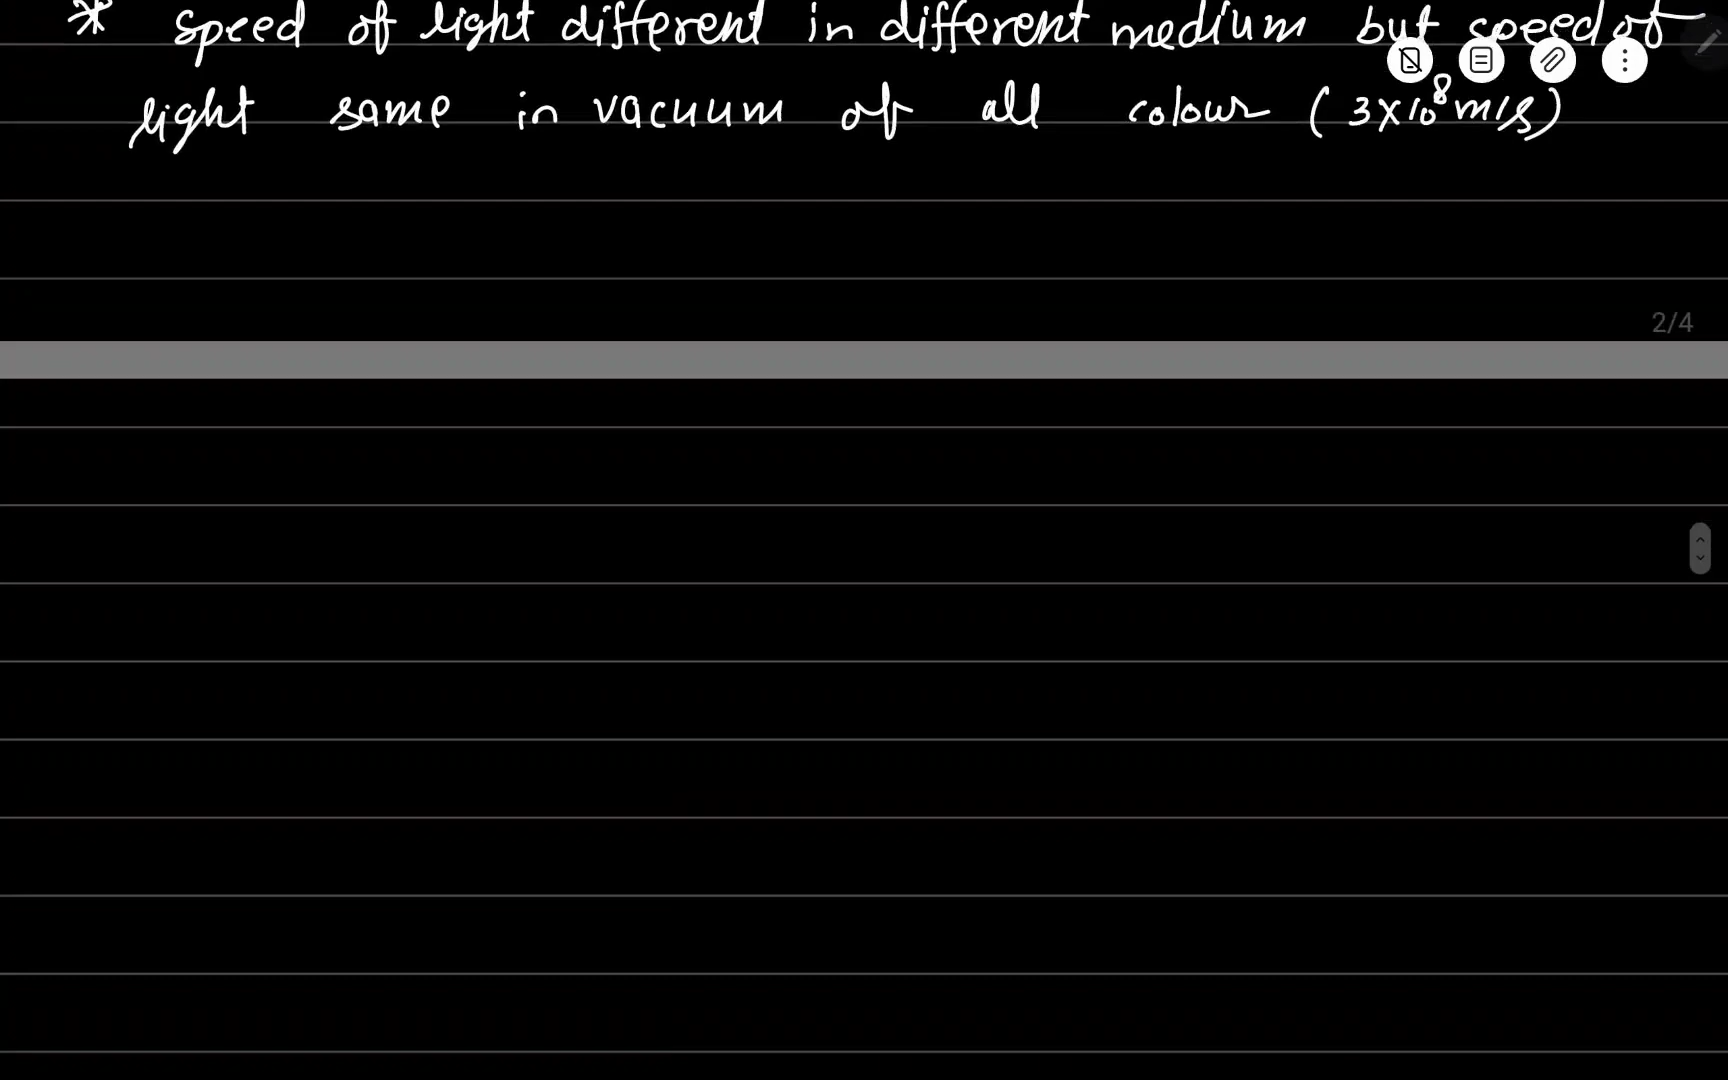 * speed of light different in different medium but speed of
light same in vacuum of all colour ( 3x10⁸ m/s)
2/4